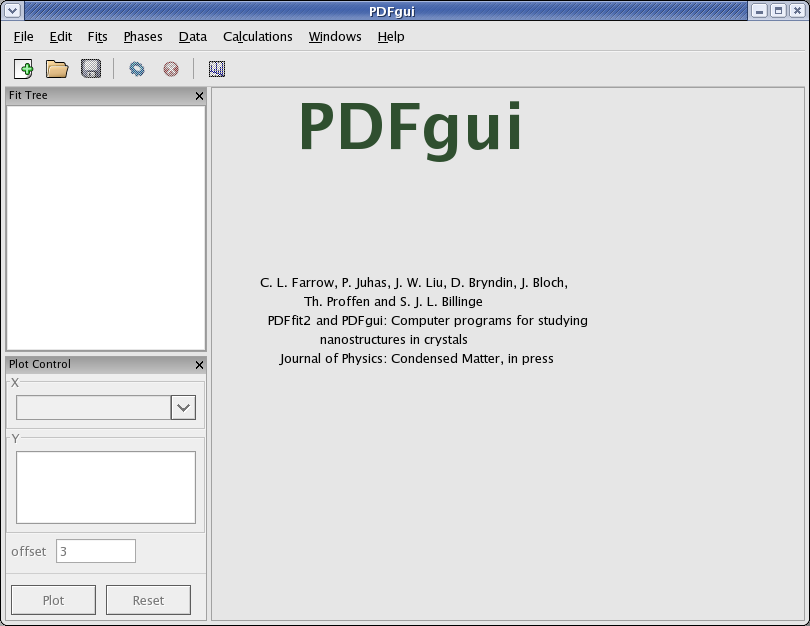 PDFgui
File Edit Fits Phases Data Calculations Windows Help
Fit Tree
PDFgui
C. L. Farrow, P. Juhas, J. W. Liu, D. Bryndin, J. Bloch,
Th. Proffen and S. J. L. Billinge
PDFfit2 and PDFgui: Computer programs for studying
nanostructures in crystals
Journal of Physics: Condensed Matter, in press
Plot Control
X
Y
offset 3
Plot Reset